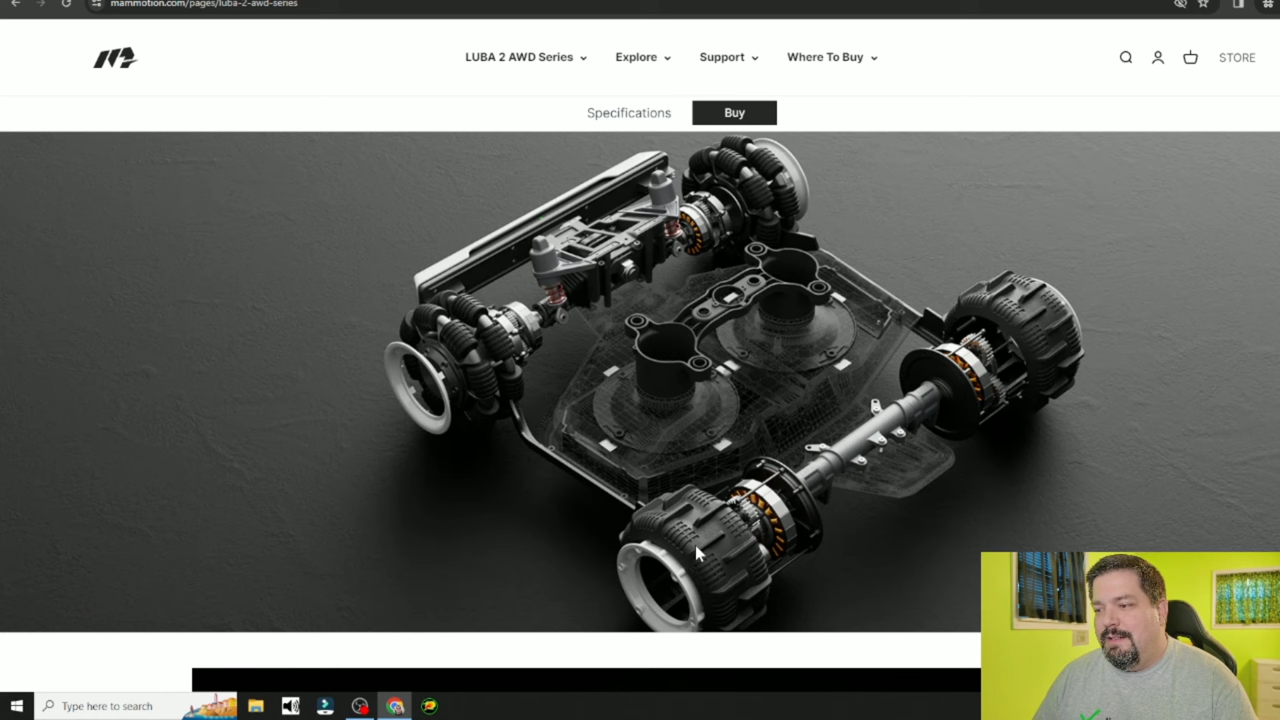 mammotion.com/pages/luba-2-awd-series
LUBA 2 AWD Series
Explore
Support
Where To Buy
STORE
Specifications
Buy
Type here to search